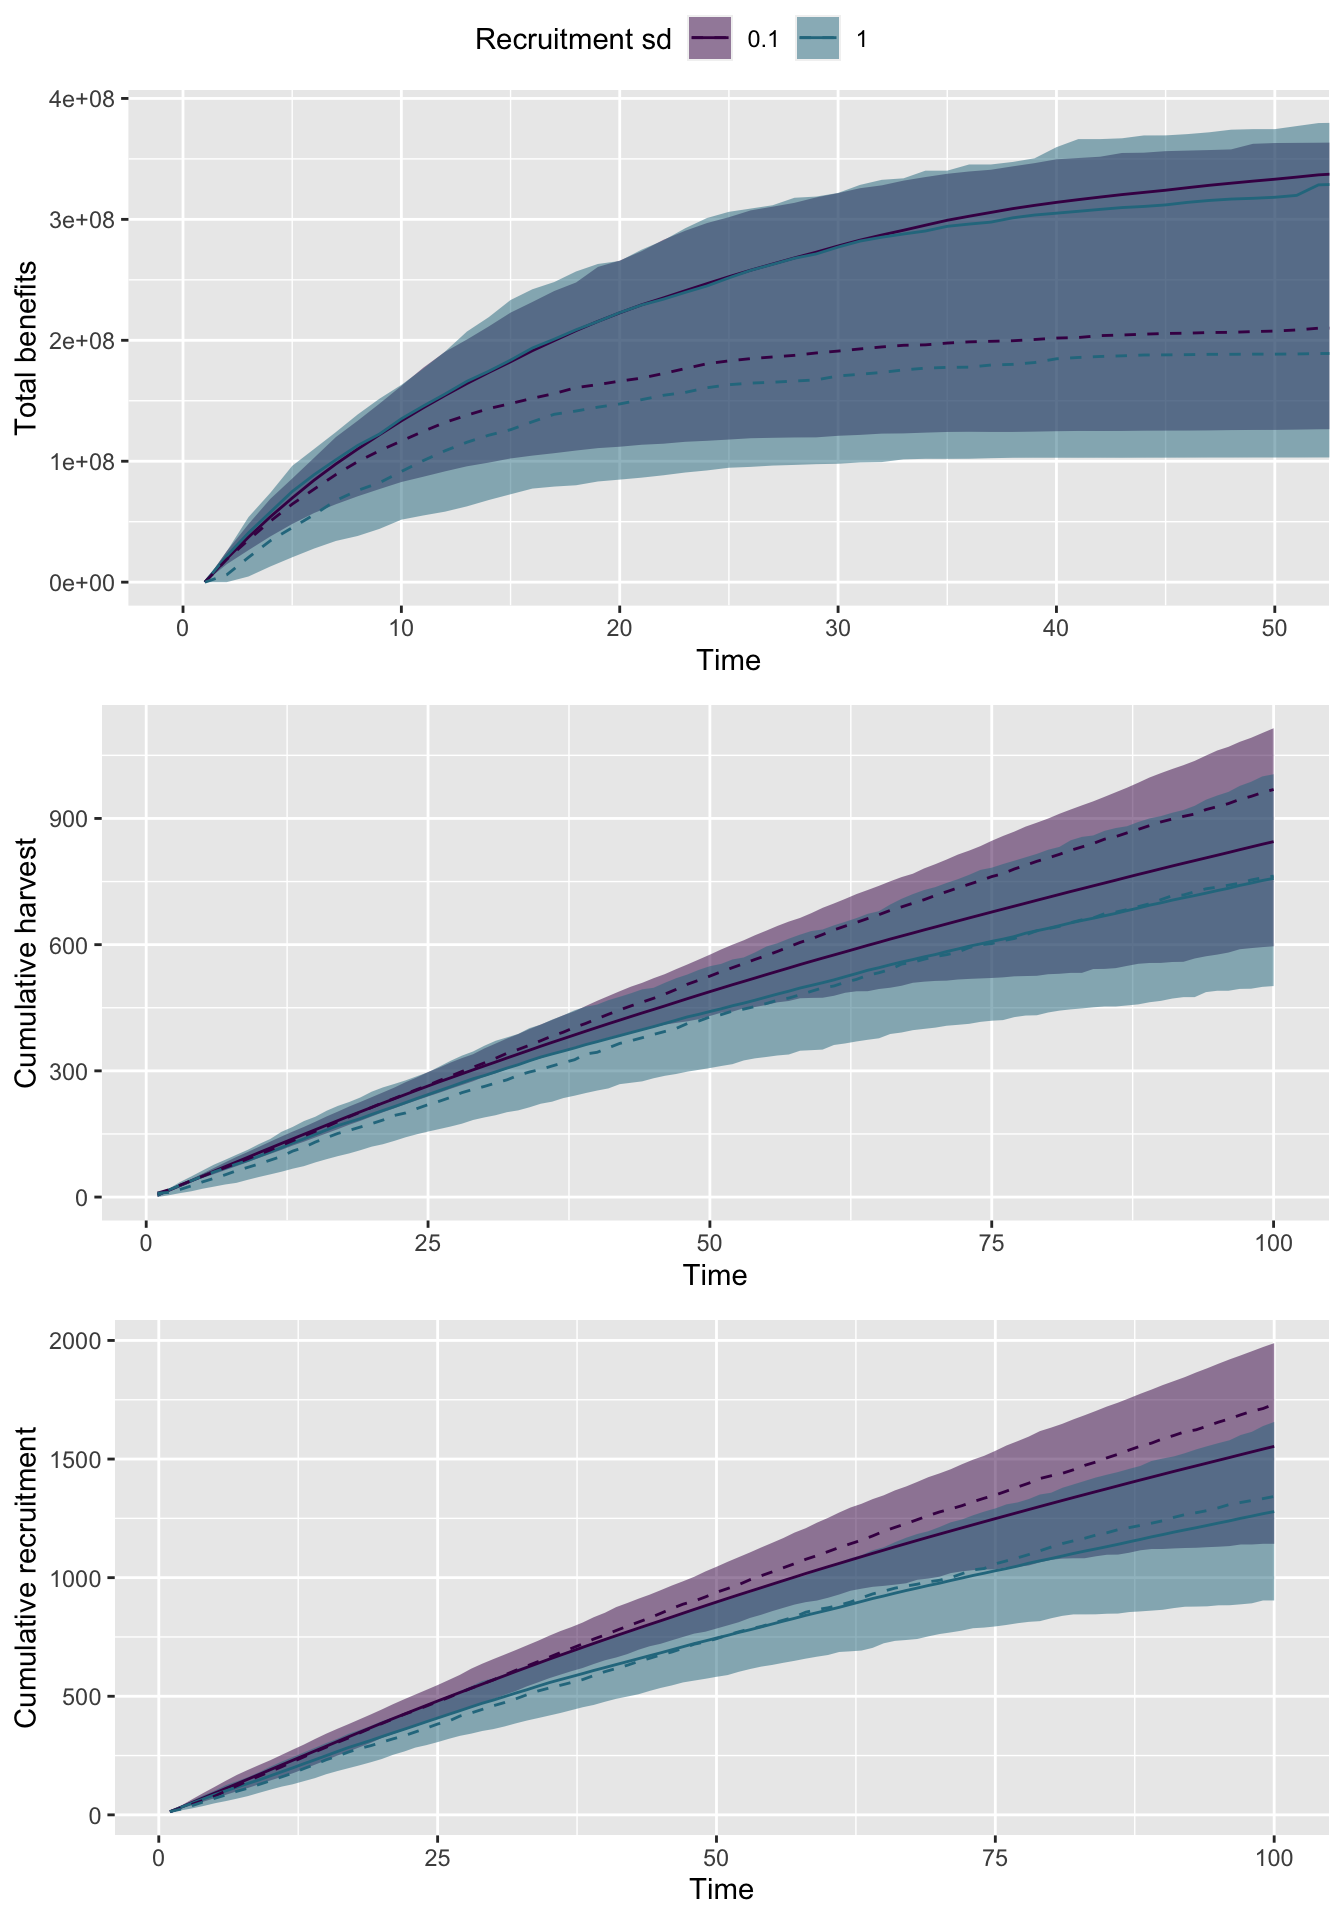 Recruitment sd 0.1 1
4e+08
3e+08
2e+08
1e+08
0e+00
Total benefits
0 10 20 30 40 50
Time
900
600
300
0
Cumulative harvest
0 25 50 75 100
Time
2000
1500
1000
500
0
Cumulative recruitment
0 25 50 75 100
Time